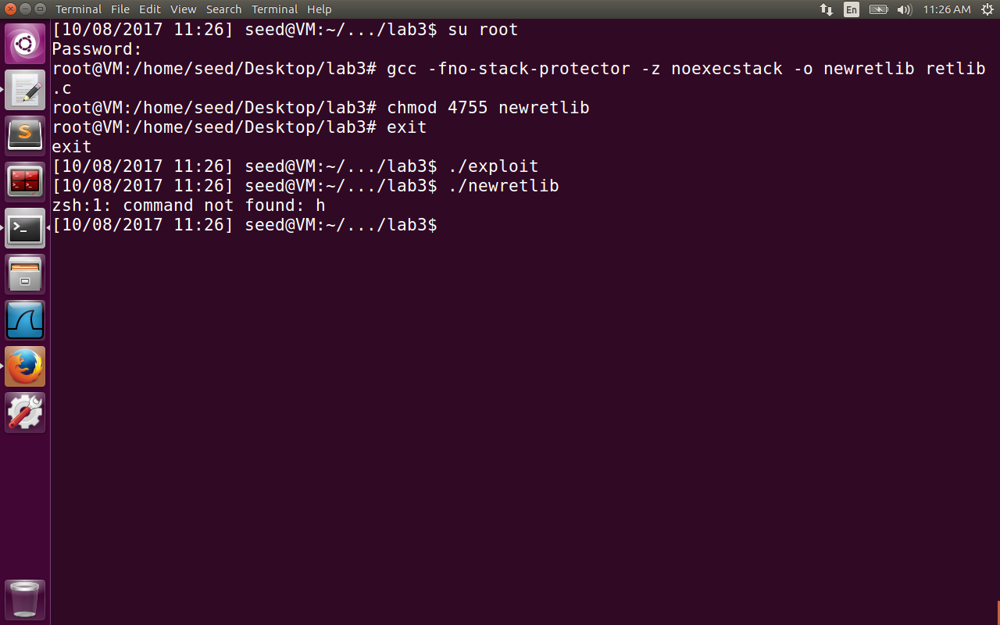 Terminal File Edit View Search Terminal Help En 11:26 AM
[10/08/2017 11:26] seed@VM:~/.../lab3$ su root
Password:
root@VM:/home/seed/Desktop/lab3# gcc -fno-stack-protector -z noexecstack -o newretlib retlib
.c
root@VM:/home/seed/Desktop/lab3# chmod 4755 newretlib
root@VM:/home/seed/Desktop/lab3# exit
exit
[10/08/2017 11:26] seed@VM:~/.../lab3$ ./exploit
[10/08/2017 11:26] seed@VM:~/.../lab3$ ./newretlib
zsh:1: command not found: h
[10/08/2017 11:26] seed@VM:~/.../lab3$